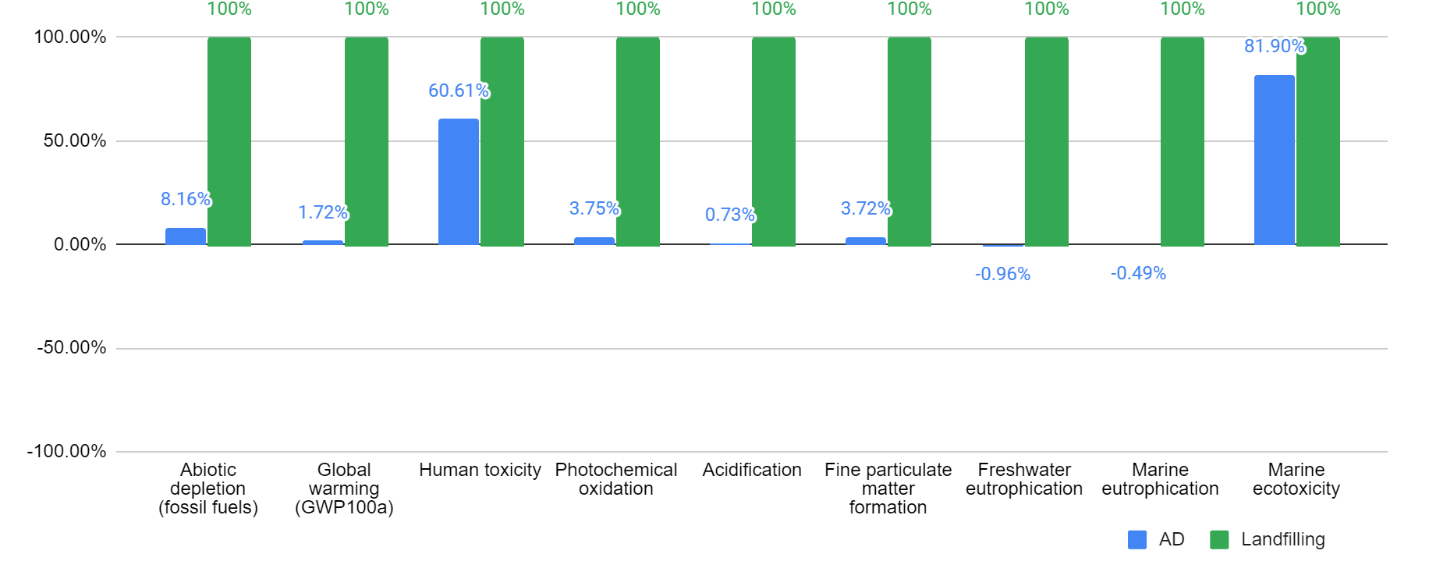 100% 100% 100% 100% 100% 100% 100% 100% 100%
100.00%
81.90%
60.61%
50.00%
8.16% 1.72% 3.75% 0.73% 3.72%
0.00%
-0.96% -0.49%
-50.00%
-100.00%
Abiotic Global Human toxicity Photochemical Acidification Fine particulate Freshwater Marine Marine
depletion warming oxidation matter eutrophication eutrophication ecotoxicity
(fossil fuels) (GWP100a) formation
AD Landfilling